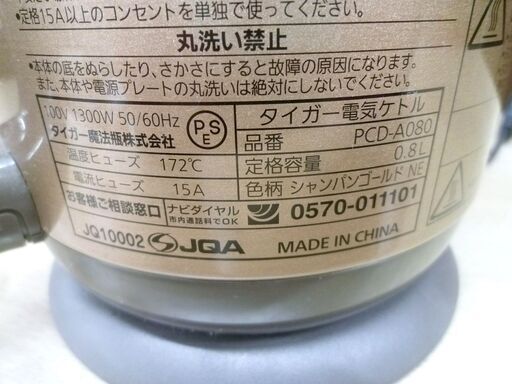 •定格15A以上のコンセントを単独で使ってください。
丸洗い禁止
•本体の底をぬらしたり、さかさにすると故障の原因になります。
また、本体や電源プレートの丸洗いは絶対にしないでください。
100V 1300W 50/60Hz
タイガー魔法瓶株式会社
PSE
温度ヒューズ 172℃
電流ヒューズ 15A
お客様ご相談窓口
タイガー電気ケトル
品番 PCD-A080
定格容量 0.8L
色柄 シャンパンゴールド NE
ナビダイヤル
市内通話料でOK
0570-011101
JQ10002 JQA MADE IN CHINA